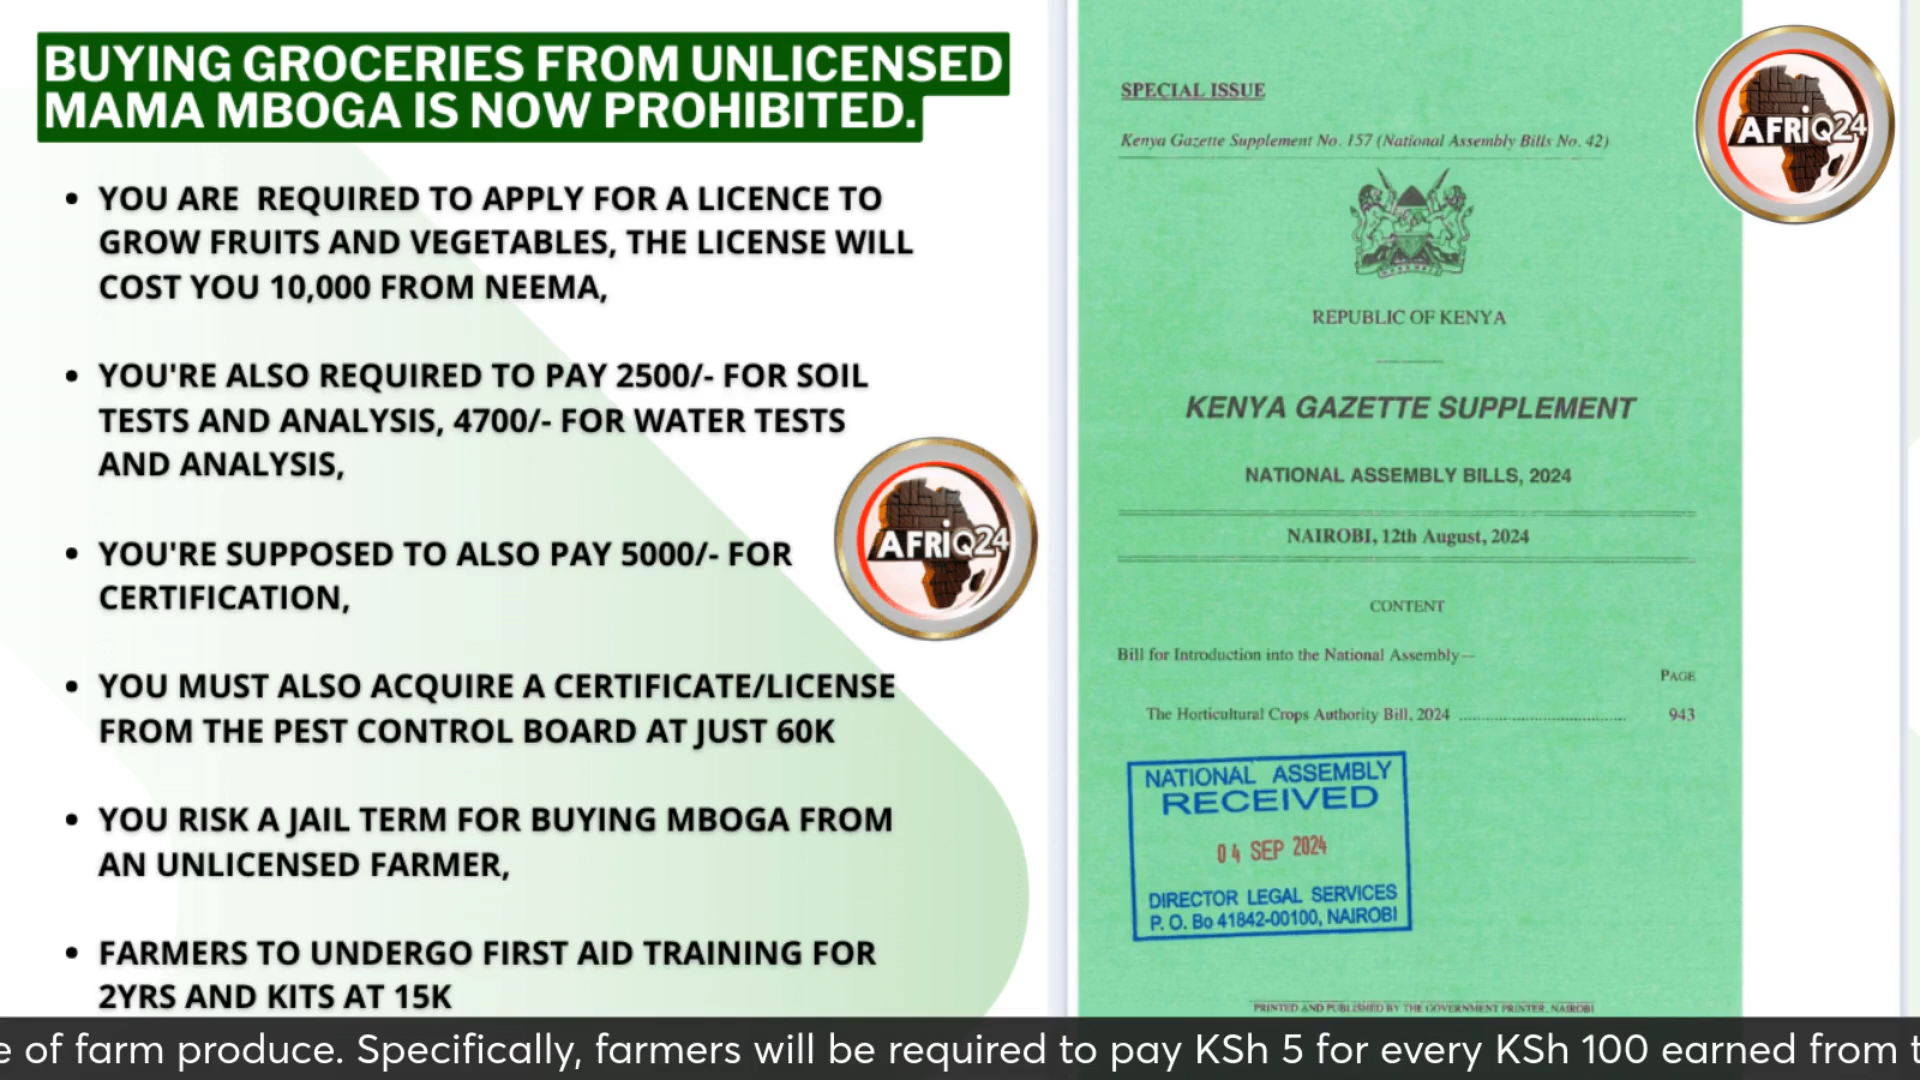 BUYING GROCERIES FROM UNLICENSED
MAMA MBOGA IS NOW PROHIBITED.
• YOU ARE REQUIRED TO APPLY FOR A LICENCE TO
GROW FRUITS AND VEGETABLES, THE LICENSE WILL
COST YOU 10,000 FROM NEEMA,
• YOU'RE ALSO REQUIRED TO PAY 2500/- FOR SOIL
TESTS AND ANALYSIS, 4700/- FOR WATER TESTS
AND ANALYSIS,
• YOU'RE SUPPOSED TO ALSO PAY 5000/- FOR
CERTIFICATION,
• YOU MUST ALSO ACQUIRE A CERTIFICATE/LICENSE
FROM THE PEST CONTROL BOARD AT JUST 60K
• YOU RISK A JAIL TERM FOR BUYING MBOGA FROM
AN UNLICENSED FARMER,
• FARMERS TO UNDERGO FIRST AID TRAINING FOR
2YRS AND KITS AT 15K
AFRiQ24
SPECIAL ISSUE
Kenya Gazette Supplement No. 157 (National Assembly Bills No. 42)
REPUBLIC OF KENYA
KENYA GAZETTE SUPPLEMENT
NATIONAL ASSEMBLY BILLS, 2024
NAIROBI, 12th August, 2024
CONTENT
Bill for Introduction into the National Assembly—
PAGE
The Horticultural Crops Authority Bill, 2024 .......................................... 943
NATIONAL ASSEMBLY
RECEIVED
04 SEP 2024
DIRECTOR LEGAL SERVICES
P. O. Bo 41842-00100, NAIROBI
PRINTED AND PUBLISHED BY THE GOVERNMENT PRINTER, NAIROBI
AFRiQ24
e of farm produce. Specifically, farmers will be required to pay KSh 5 for every KSh 100 earned from t